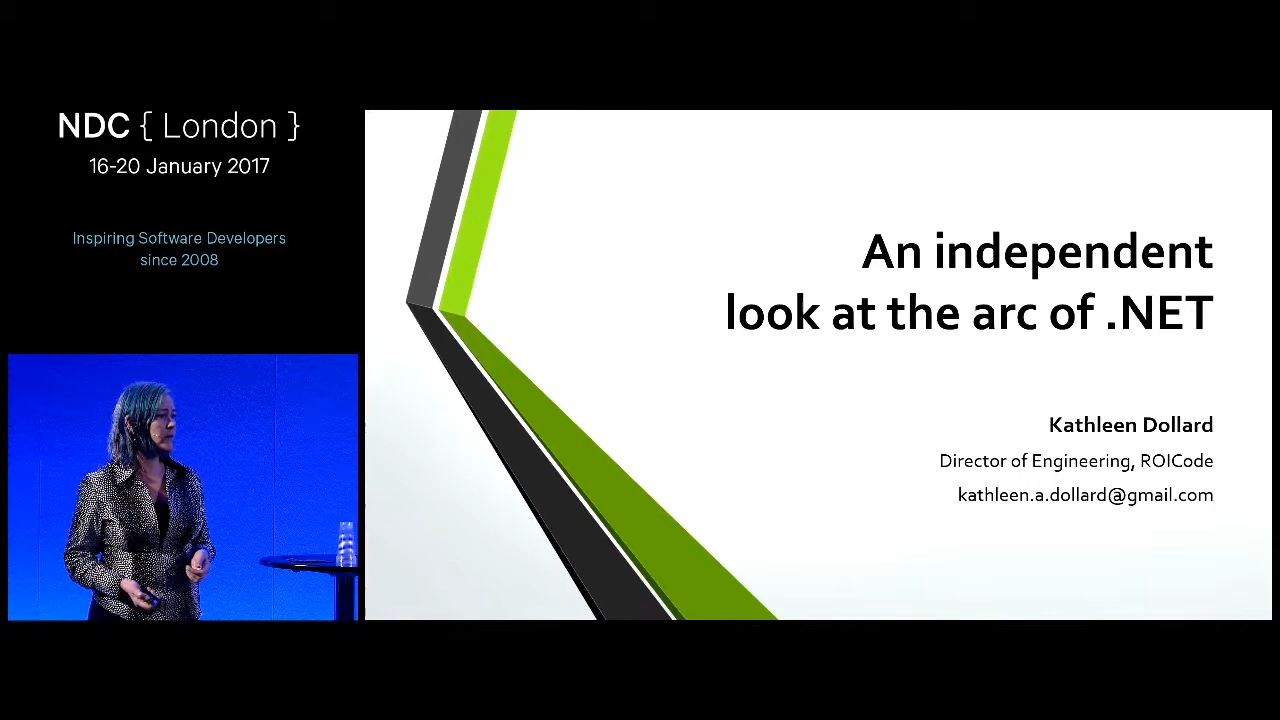 NDC { London }
16-20 January 2017
Inspiring Software Developers
since 2008
An independent
look at the arc of .NET
Kathleen Dollard
Director of Engineering, ROICode
kathleen.a.dollard@gmail.com